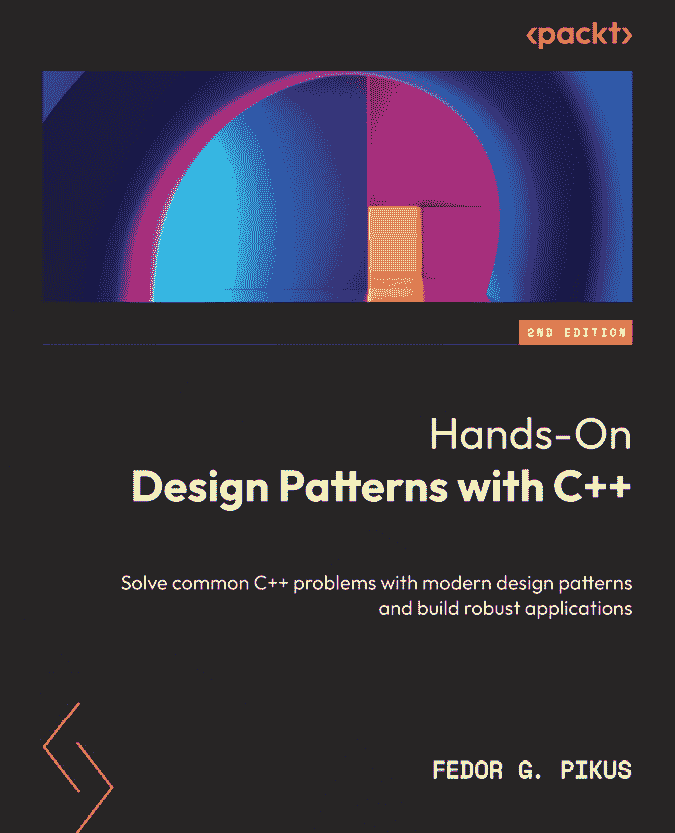 <packt>
2ND EDITION
Hands-On
Design Patterns with C++
Solve common C++ problems with modern design patterns
and build robust applications
FEDOR G. PIKUS